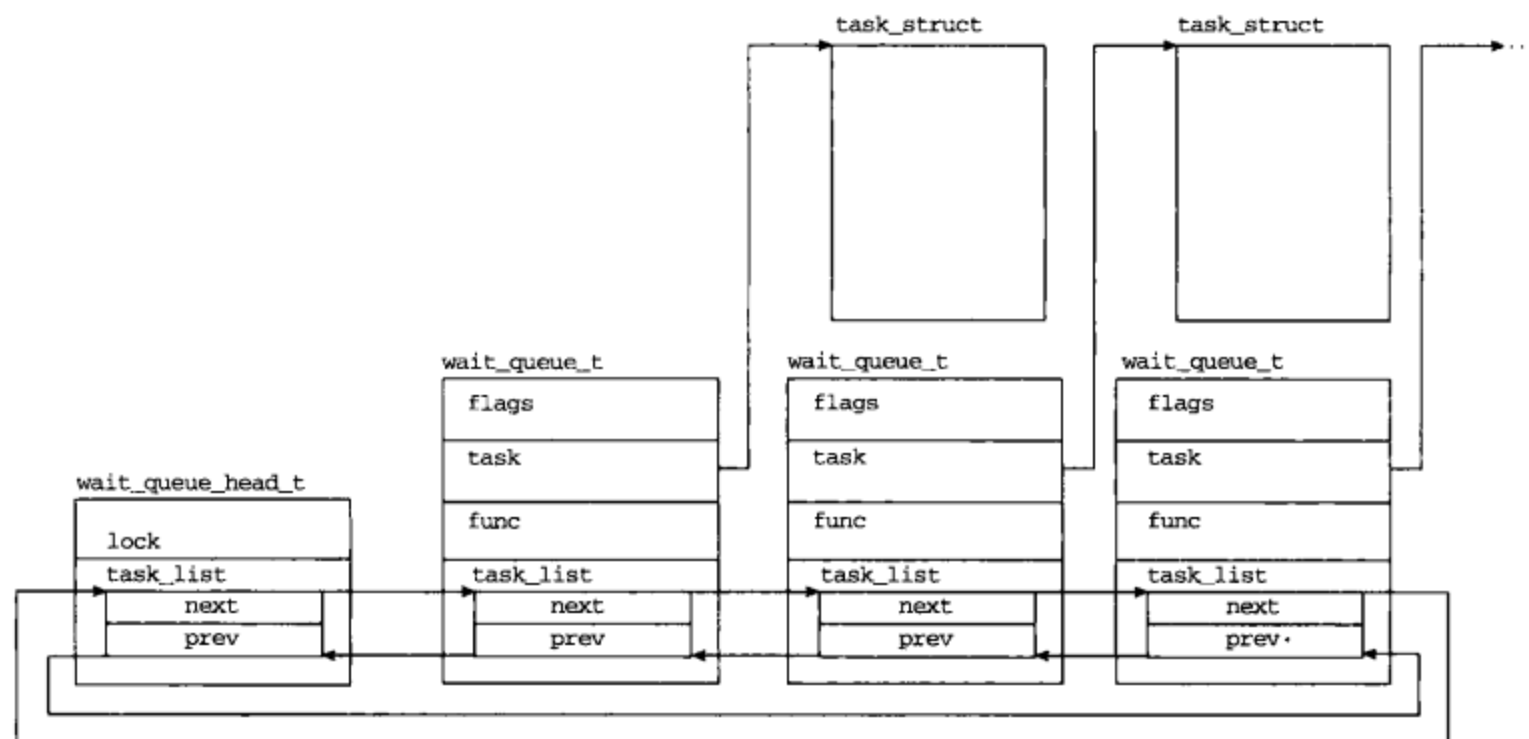 task_struct
task_struct
wait_queue_t
wait_queue_t
wait_queue_t
flags
flags
flags
task
task
task
wait_queue_head_t
func
func
func
lock
task_list
task_list
task_list
task_list
next
next
next
next
prev
prev
prev
prev